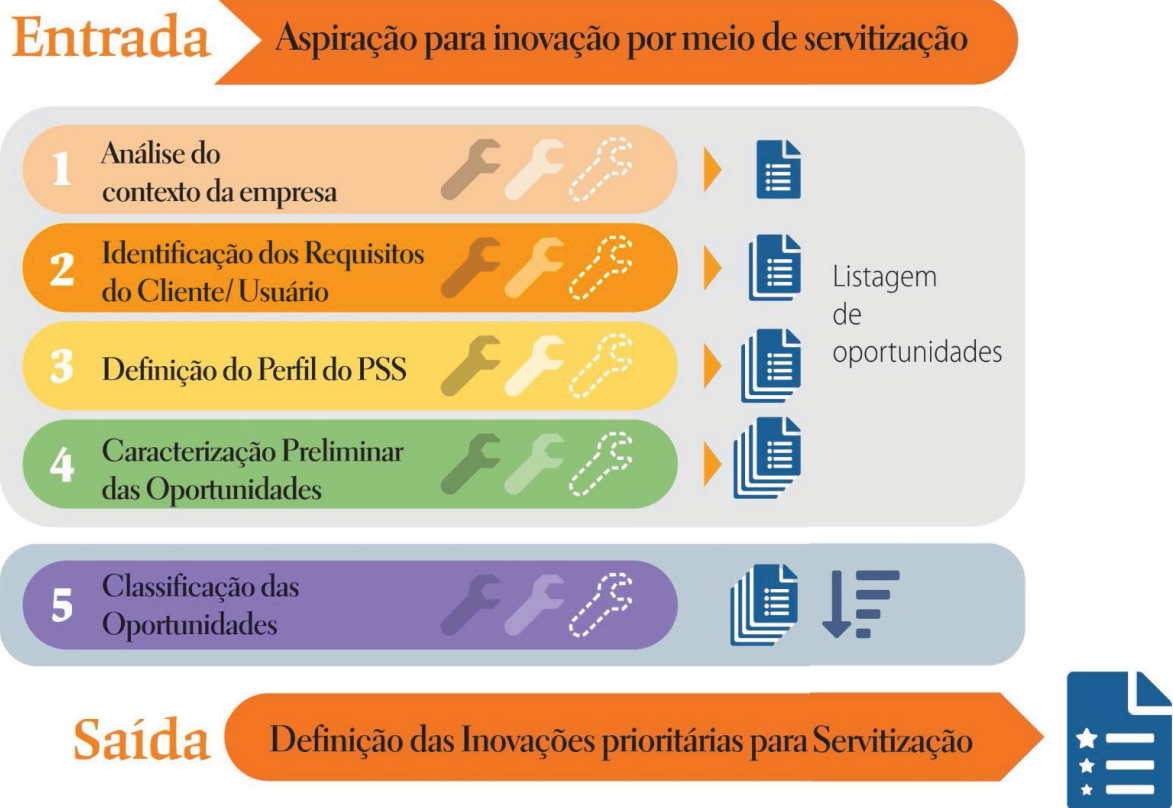 Entrada
Aspiração para inovação por meio de servitização
1
Análise do
contexto da empresa
2
Identificação dos Requisitos
do Cliente/ Usuário
3
Definição do Perfil do PSS
4
Caracterização Preliminar
das Oportunidades
Listagem
de
oportunidades
5
Classificação das
Oportunidades
Saída
Definição das Inovações prioritárias para Servitização